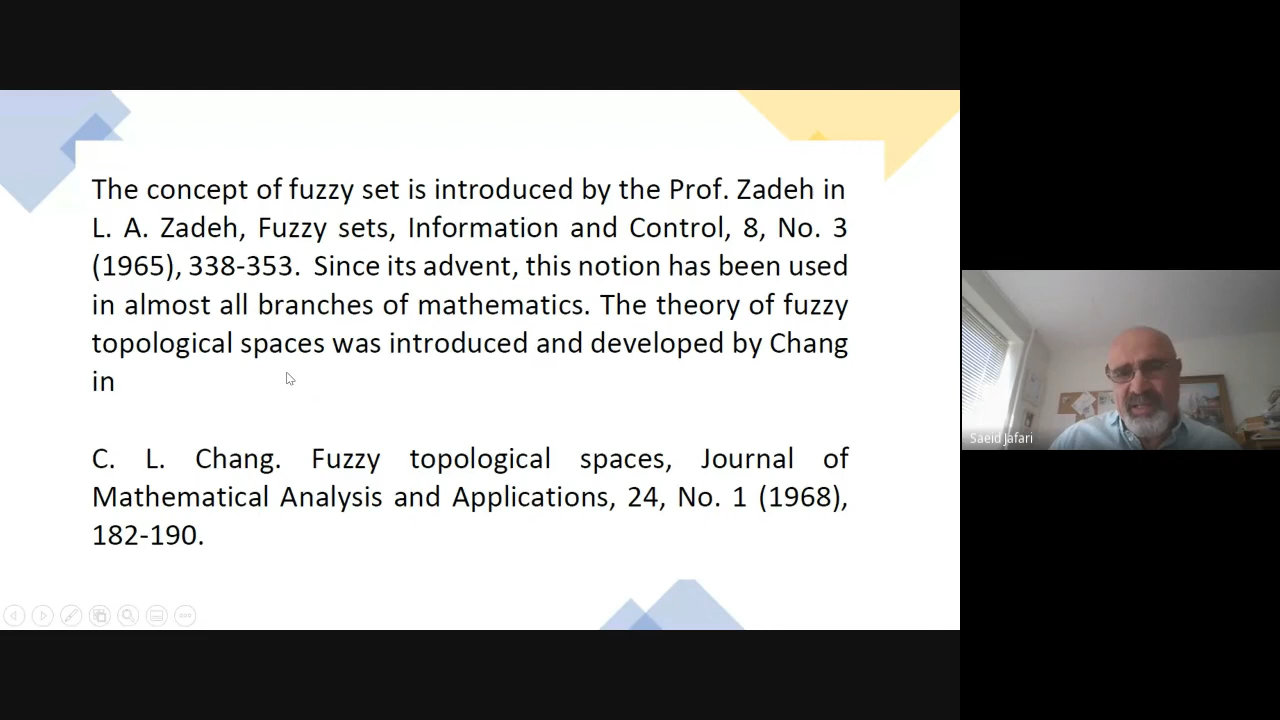 The concept of fuzzy set is introduced by the Prof. Zadeh in
L. A. Zadeh, Fuzzy sets, Information and Control, 8, No. 3
(1965), 338-353. Since its advent, this notion has been used
in almost all branches of mathematics. The theory of fuzzy
topological spaces was introduced and developed by Chang
in
C. L. Chang. Fuzzy topological spaces, Journal of
Mathematical Analysis and Applications, 24, No. 1 (1968),
182-190.
Saeid Jafari